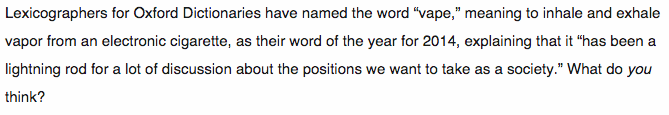 Lexicographers for Oxford Dictionaries have named the word “vape,” meaning to inhale and exhale
vapor from an electronic cigarette, as their word of the year for 2014, explaining that it “has been a
lightning rod for a lot of discussion about the positions we want to take as a society.” What do you
think?